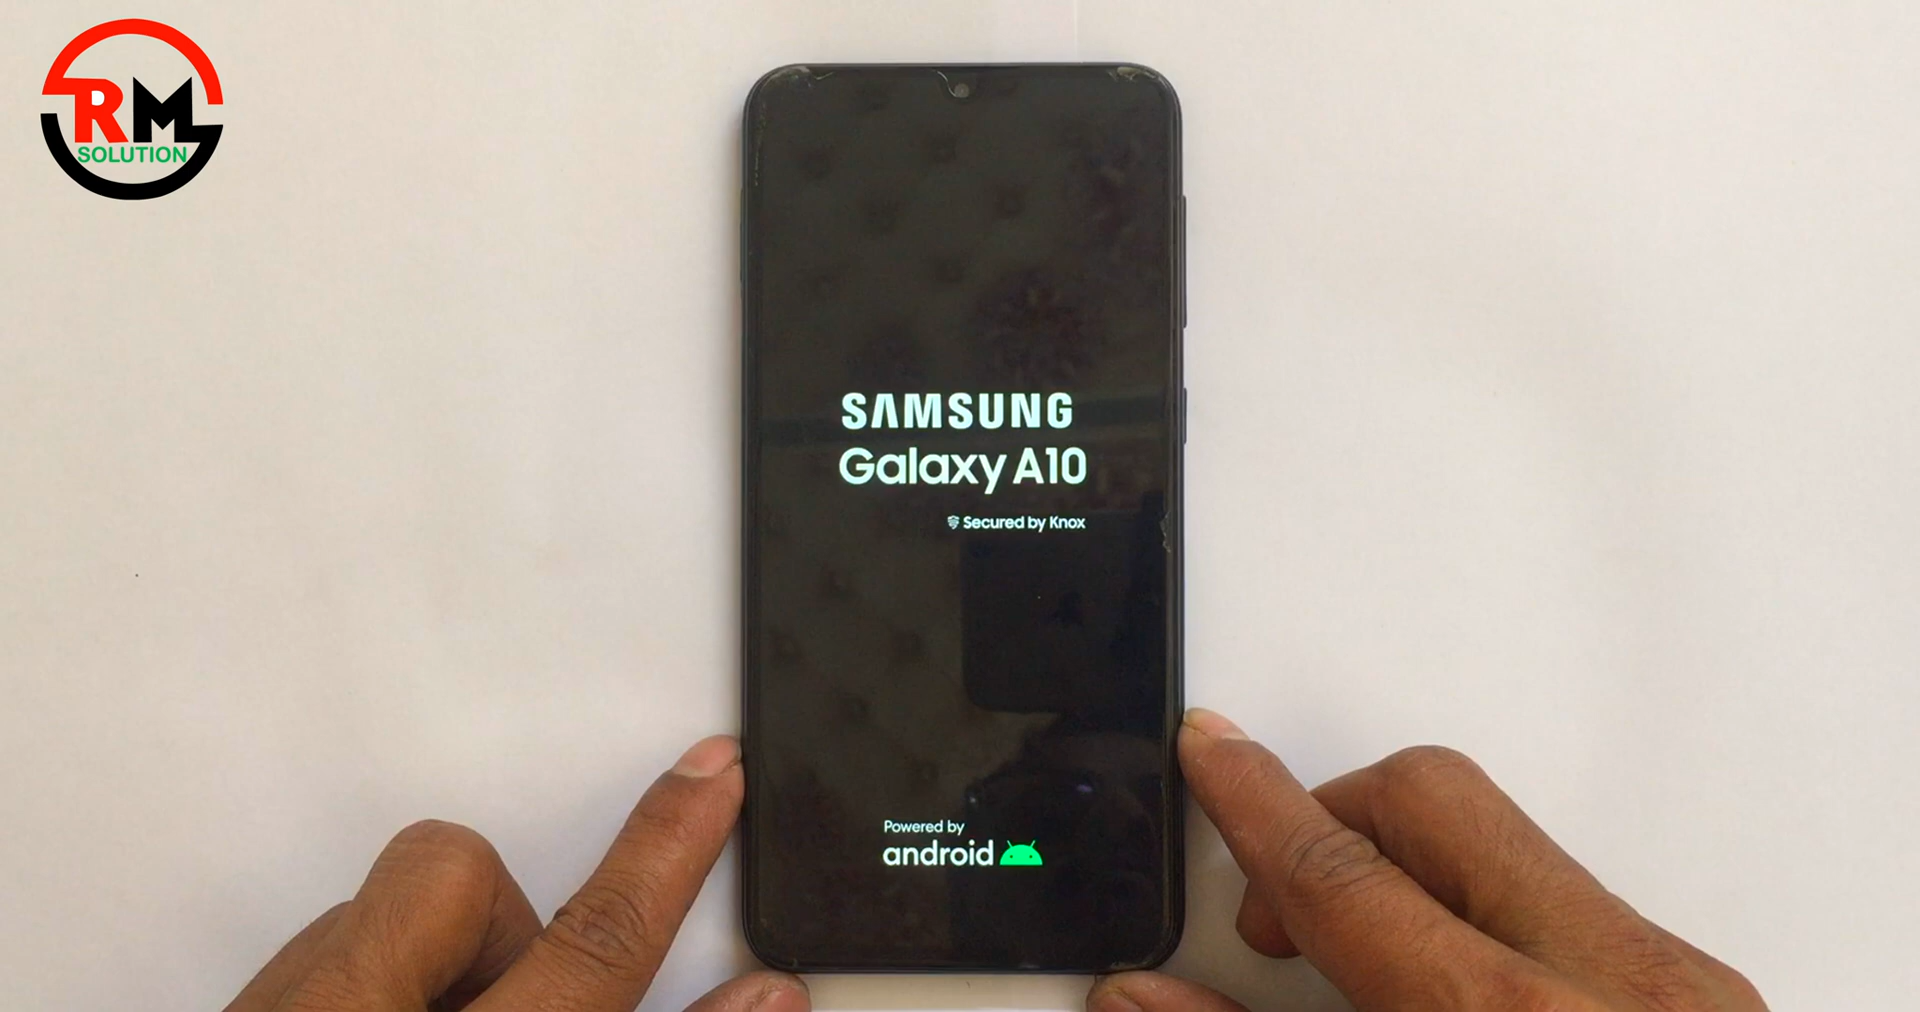 RM
SOLUTION
SAMSUNG
Galaxy A10
Secured by Knox
Powered by
android